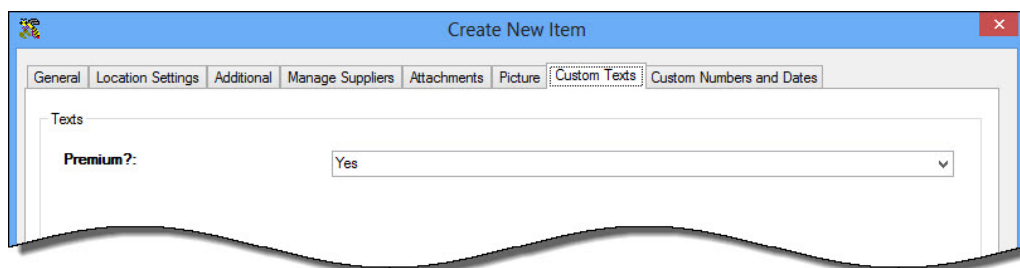 Create New Item
General Location Settings Additional Manage Suppliers Attachments Picture Custom Texts Custom Numbers and Dates
Texts
Premium?: Yes